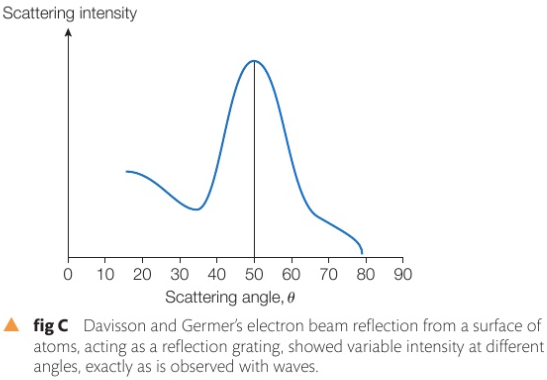 Scattering intensity
0 10 20 30 40 50 60 70 80 90
Scattering angle, θ
fig C Davisson and Germer's electron beam reflection from a surface of
atoms, acting as a reflection grating, showed variable intensity at different
angles, exactly as is observed with waves.